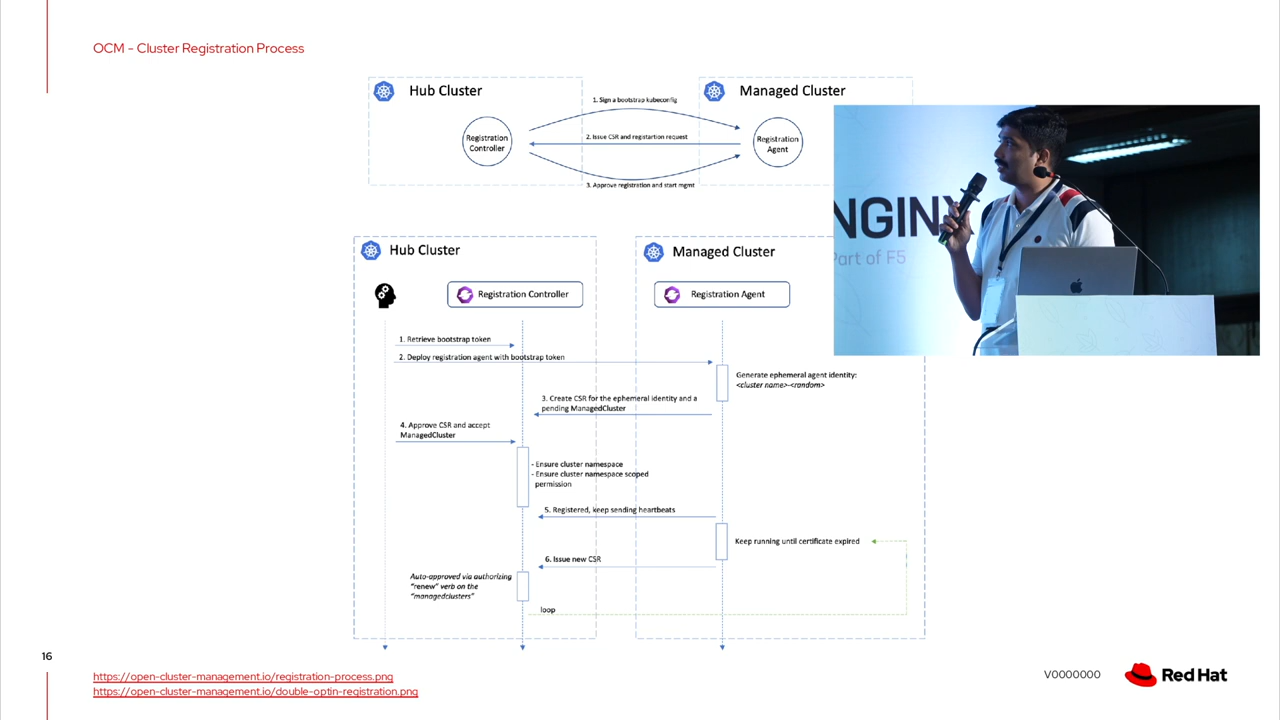 OCM - Cluster Registration Process
Hub Cluster
Managed Cluster
1. Sign a bootstrap kubeconfig
Registration
Controller
2. Issue CSR and registartion request
Registration
Agent
3. Approve registration and start mgmt
NGINX
Part of F5
Hub Cluster
Managed Cluster
Registration Controller
Registration Agent
1. Retrieve bootstrap token
2. Deploy registration agent with bootstrap token
Generate ephemeral agent identity:
<cluster name>-<random>
3. Create CSR for the ephemeral identity and a
pending ManagedCluster
4. Approve CSR and accept
ManagedCluster
- Ensure cluster namespace
- Ensure cluster namespace scoped
permission
5. Registered, keep sending heartbeats
Keep running until certificate expired
6. Issue new CSR
Auto-approved via authorizing
"renew" verb on the
"managedclusters"
loop
16
https://open-cluster-management.io/registration-process.png
https://open-cluster-management.io/double-optin-registration.png
V0000000
Red Hat